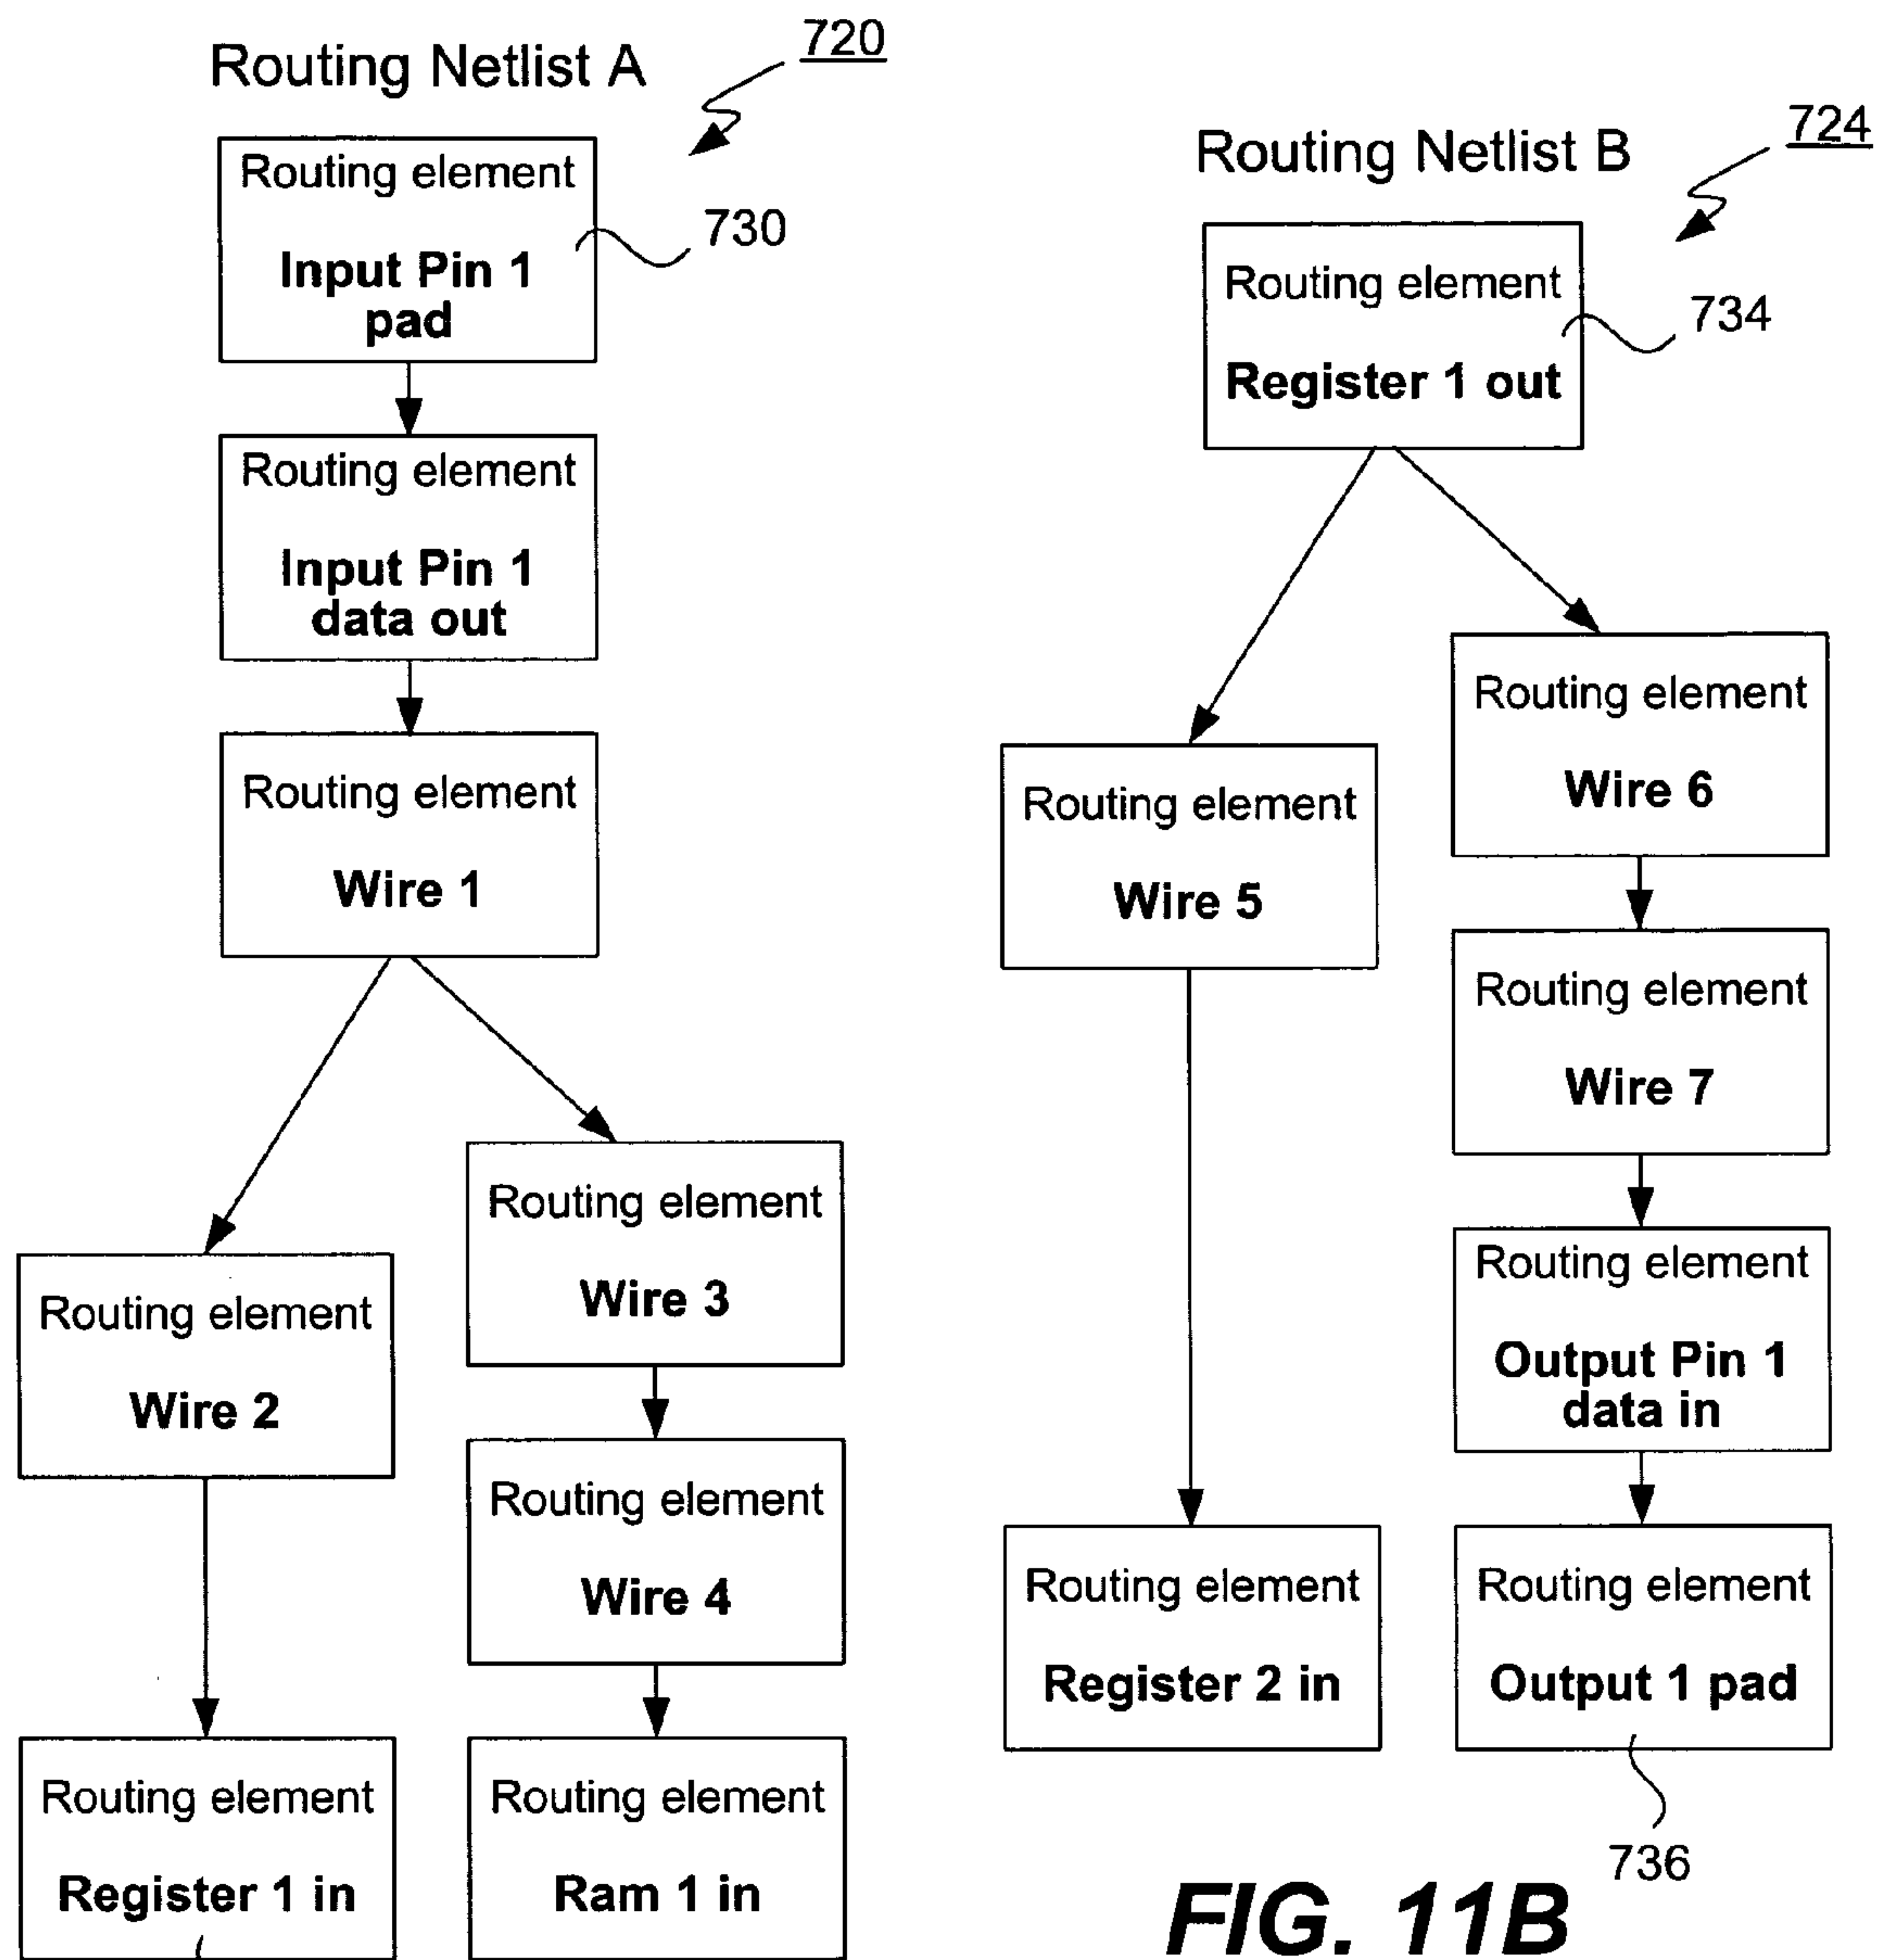 Routing Netlist A
720
Routing element
Input Pin 1
pad
730
Routing element
Input Pin 1
data out
Routing element
Wire 1
Routing element
Wire 2
Routing element
Register 1 in
Routing element
Wire 3
Routing element
Wire 4
Routing element
Ram 1 in
Routing Netlist B
724
Routing element
Register 1 out
734
Routing element
Wire 5
Routing element
Register 2 in
Routing element
Wire 6
Routing element
Wire 7
Routing element
Output Pin 1
data in
Routing element
Output 1 pad
736
FIG. 11B